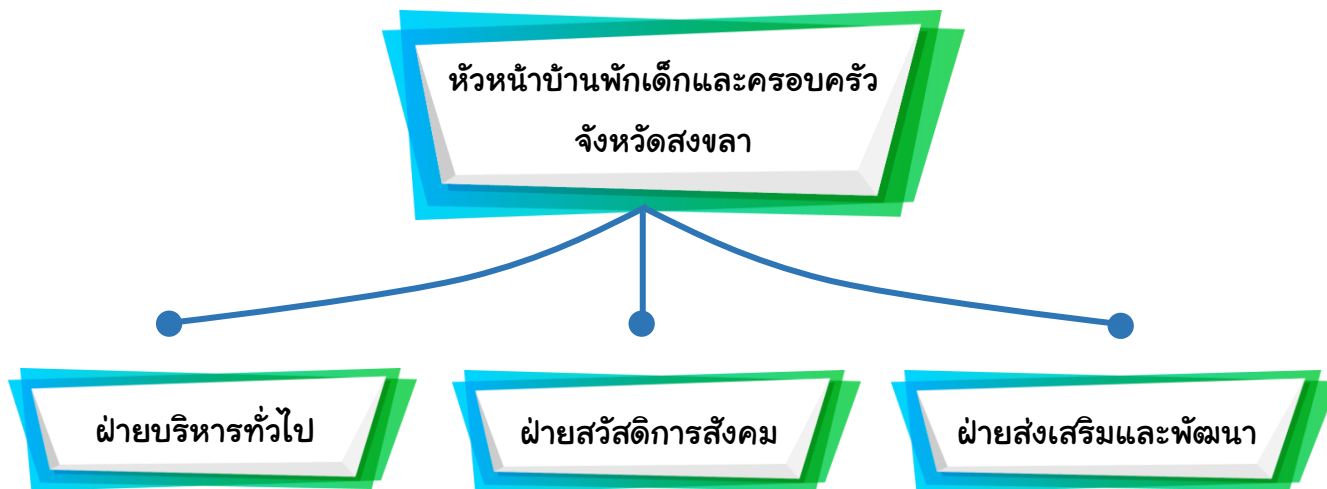 หัวหน้าบ้านพักเด็กและครอบครัว
จังหวัดสงขลา
ฝ่ายบริหารทั่วไป
ฝ่ายสวัสดิการสังคม
ฝ่ายส่งเสริมและพัฒนา